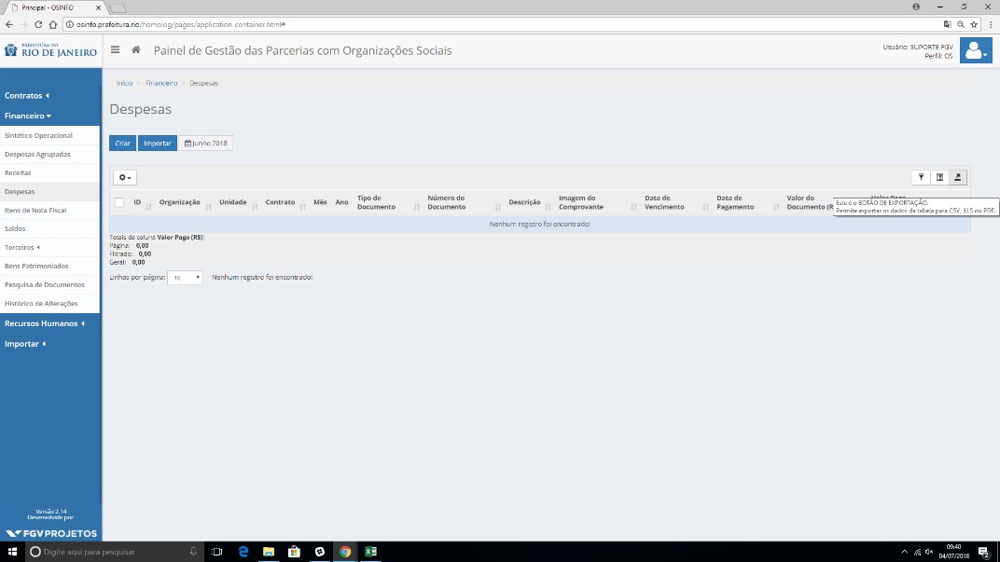 Principal - OSINFO
osinfo.prefeitura.rio/homolog/pages/application-container.html#
PREFEITURA DO
RIO DE JANEIRO
Painel de Gestão das Parcerias com Organizações Sociais
Usuário: SUPORTE FGV
Perfil: OS
Contratos
Financeiro
Sintético Operacional
Despesas Agrupadas
Receitas
Despesas
Itens de Nota Fiscal
Saldos
Terceiros
Bens Patrimoniados
Pesquisa de Documentos
Histórico de Alterações
Recursos Humanos
Importar
Versão 2.14
Desenvolvido por:
FGV PROJETOS
Início > Financeiro > Despesas
Despesas
Criar Importar Junho 2018
ID Organização Unidade Contrato Mês Ano Tipo de Documento Número do Documento Descrição Imagem do Comprovante Data de Vencimento Data de Pagamento Valor do Documento (R
Este é o BOTÃO DE EXPORTAÇÃO.
Permite exportar os dados da tabela para CSV, XLS ou PDF.
Nenhum registro foi encontrado!
Totais da coluna Valor Pago (R$):
Página: 0,00
Filtrado: 0,00
Geral: 0,00
Linhas por página: 10 Nenhum registro foi encontrado!
Digite aqui para pesquisar
09:40
04/07/2018